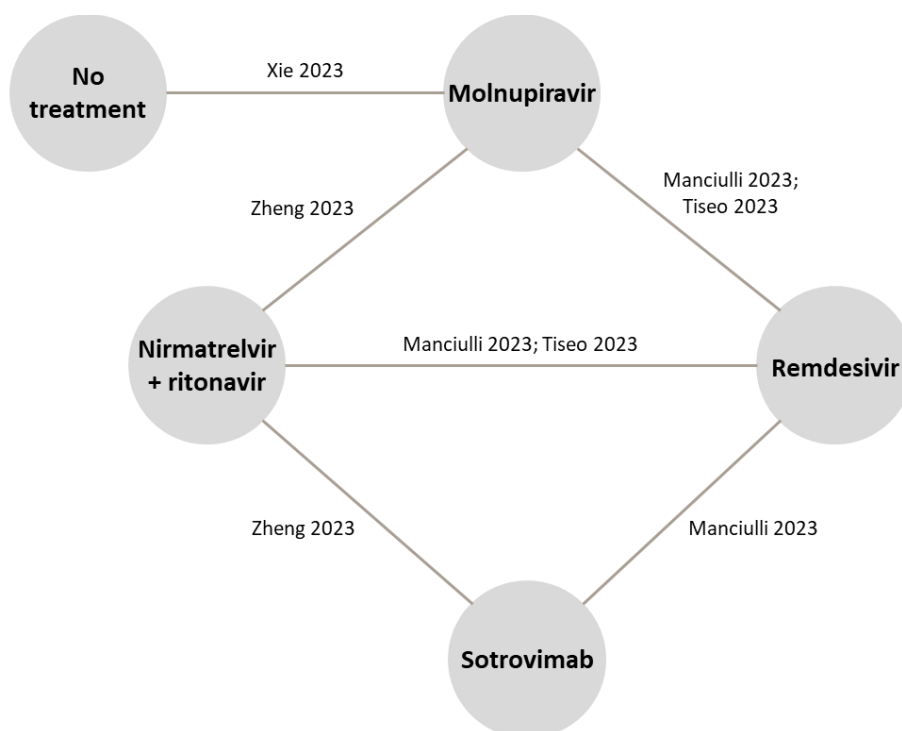 Xie 2023
No
treatment
Molnupiravir
Manciulli 2023;
Tiseo 2023
Zheng 2023
Manciulli 2023; Tiseo 2023
Nirmatrelvir
+ ritonavir
Remdesivir
Zheng 2023
Manciulli 2023
Sotrovimab